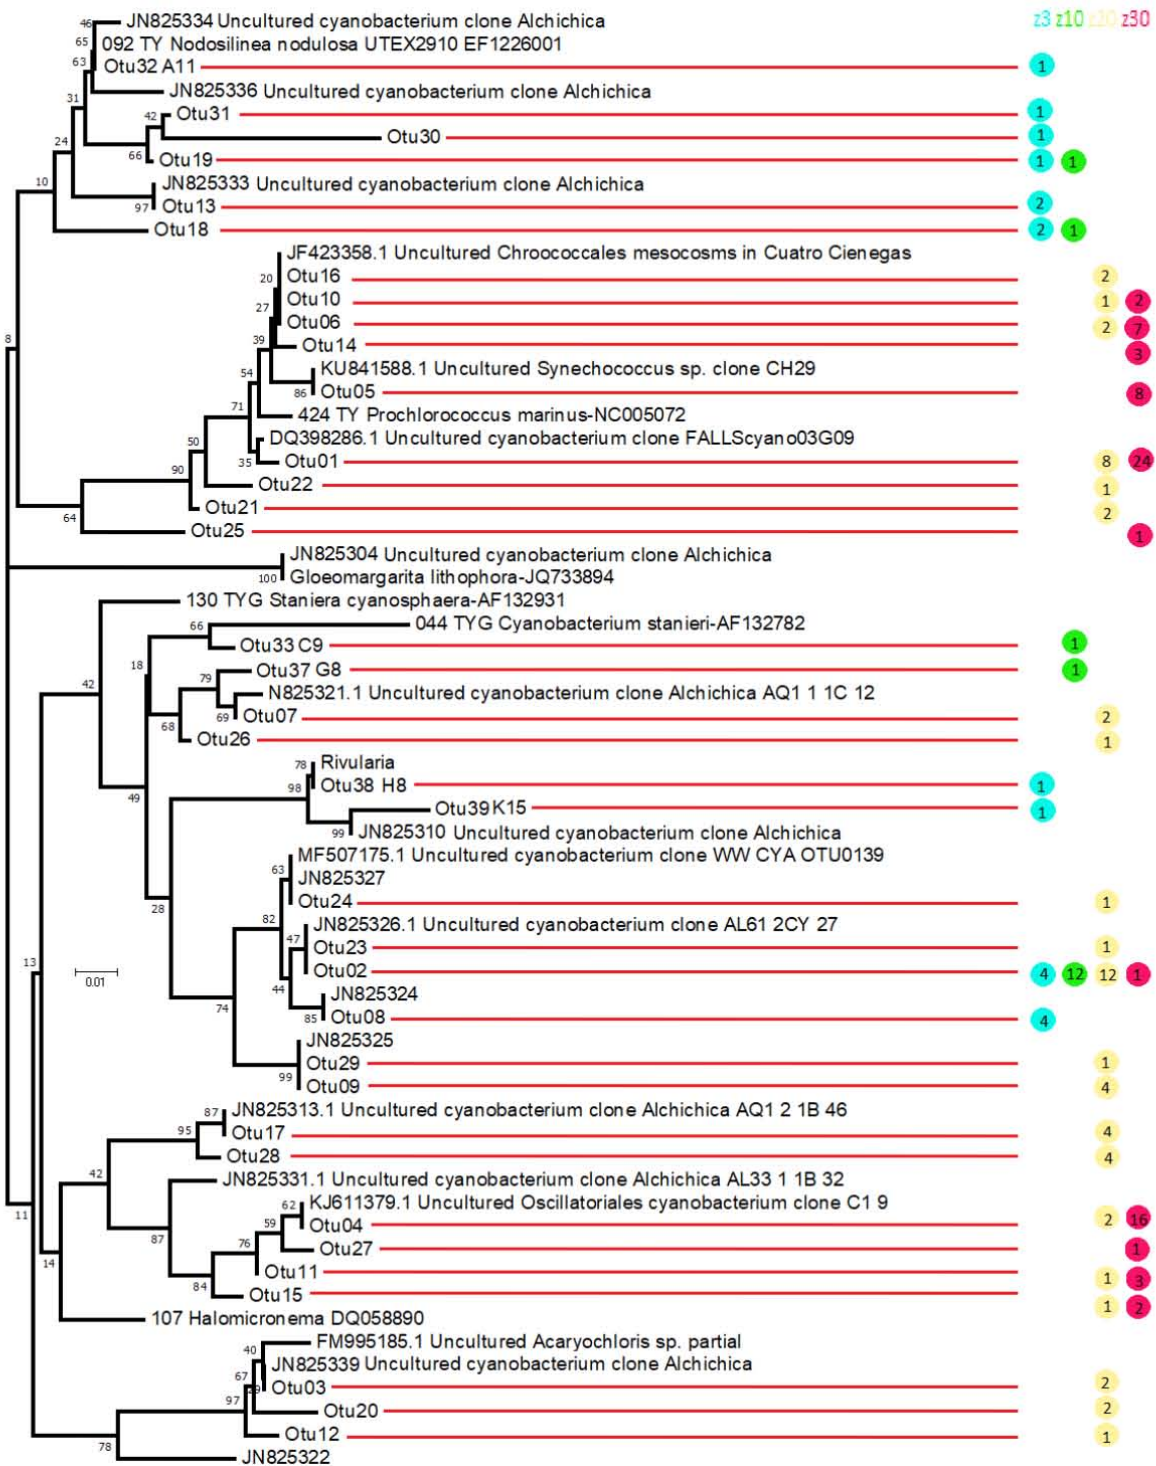 z3 z10 z20 z30
46 JN825334 Uncultured cyanobacterium clone Alchichica
65 092 TY Nodosilinea nodulosa UTEX2910 EF1226001
63 Otu32 A11 1
JN825336 Uncultured cyanobacterium clone Alchichica
31
42 Otu31 1
Otu30 1
24
66 Otu19 1 1
10 JN825333 Uncultured cyanobacterium clone Alchichica
97 Otu13 2
Otu18 2 1
JF423358.1 Uncultured Chroococcales mesocosms in Cuatro Cienegas
20 Otu16 2
27 Otu10 1 2
Otu06 2 7
8 39 Otu14 3
54 KU841588.1 Uncultured Synechococcus sp. clone CH29
86 Otu05 8
71 424 TY Prochlorococcus marinus-NC005072
50 DQ398286.1 Uncultured cyanobacterium clone FALLScyano03G09
90 35 Otu01 8 24
Otu22 1
64 Otu21 2
Otu25 1
JN825304 Uncultured cyanobacterium clone Alchichica
100 Gloeomargarita lithophora-JQ733894
130 TYG Staniera cyanosphaera-AF132931
66 044 TYG Cyanobacterium stanieri-AF132782
Otu33 C9 1
18 Otu37 G8 1
42 79 N825321.1 Uncultured cyanobacterium clone Alchichica AQ1 1 1C 12
69 Otu07 2
68 Otu26 1
78 Rivularia
98 Otu38 H8 1
49 Otu39 K15 1
99 JN825310 Uncultured cyanobacterium clone Alchichica
MF507175.1 Uncultured cyanobacterium clone WW CYA OTU0139
63 JN825327
28 Otu24 1
82 JN825326.1 Uncultured cyanobacterium clone AL61 2CY 27
47 Otu23 1
13 0.01 Otu02 4 12 12 1
44 JN825324
74 85 Otu08 4
JN825325
Otu29 1
99 Otu09 4
87 JN825313.1 Uncultured cyanobacterium clone Alchichica AQ1 2 1B 46
95 Otu17 4
Otu28 4
42 JN825331.1 Uncultured cyanobacterium clone Alchichica AL33 1 1B 32
62 KJ611379.1 Uncultured Oscillatoriales cyanobacterium clone C1 9
11 59 Otu04 2 16
87 76 Otu27 1
14 Otu11 1 3
84 Otu15 1 2
107 Halomicronema DQ058890
FM995185.1 Uncultured Acaryochloris sp. partial
40 JN825339 Uncultured cyanobacterium clone Alchichica
67 Otu03 2
97 Otu20 2
Otu12 1
78 JN825322